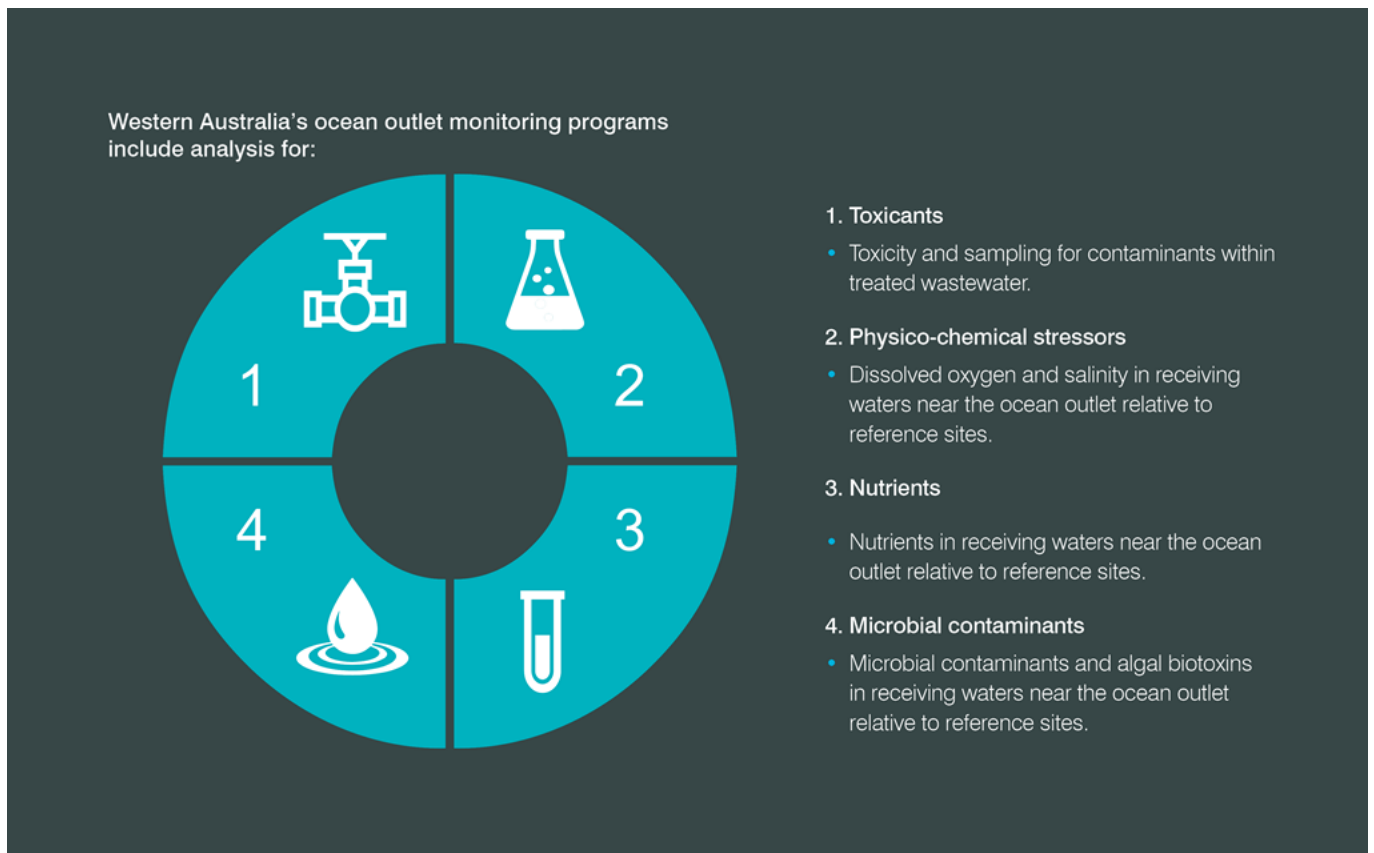 Western Australia's ocean outlet monitoring programs
include analysis for:
1
2
4
3
1. Toxicants
• Toxicity and sampling for contaminants within
treated wastewater.
2. Physico-chemical stressors
• Dissolved oxygen and salinity in receiving
waters near the ocean outlet relative to
reference sites.
3. Nutrients
• Nutrients in receiving waters near the ocean
outlet relative to reference sites.
4. Microbial contaminants
• Microbial contaminants and algal biotoxins
in receiving waters near the ocean outlet
relative to reference sites.